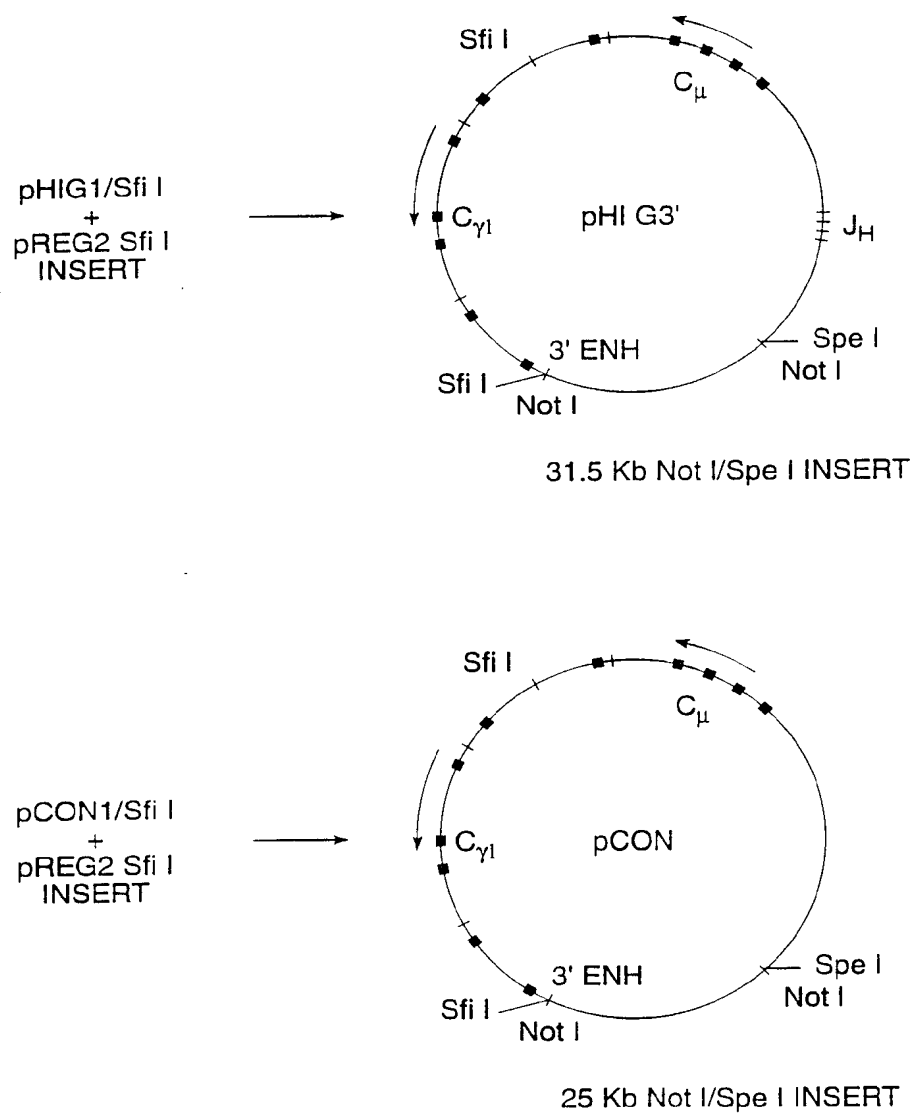 Sfi I
Cμ
pHIG1/Sfi I
+
pREG2 Sfi I
INSERT
Cγ1
pHI G3'
JH
3' ENH
Spe I
Not I
Sfi I
Not I
31.5 Kb Not I/Spe I INSERT
Sfi I
Cμ
pCON1/Sfi I
+
pREG2 Sfi I
INSERT
Cγ1
pCON
3' ENH
Spe I
Not I
Sfi I
Not I
25 Kb Not I/Spe I INSERT